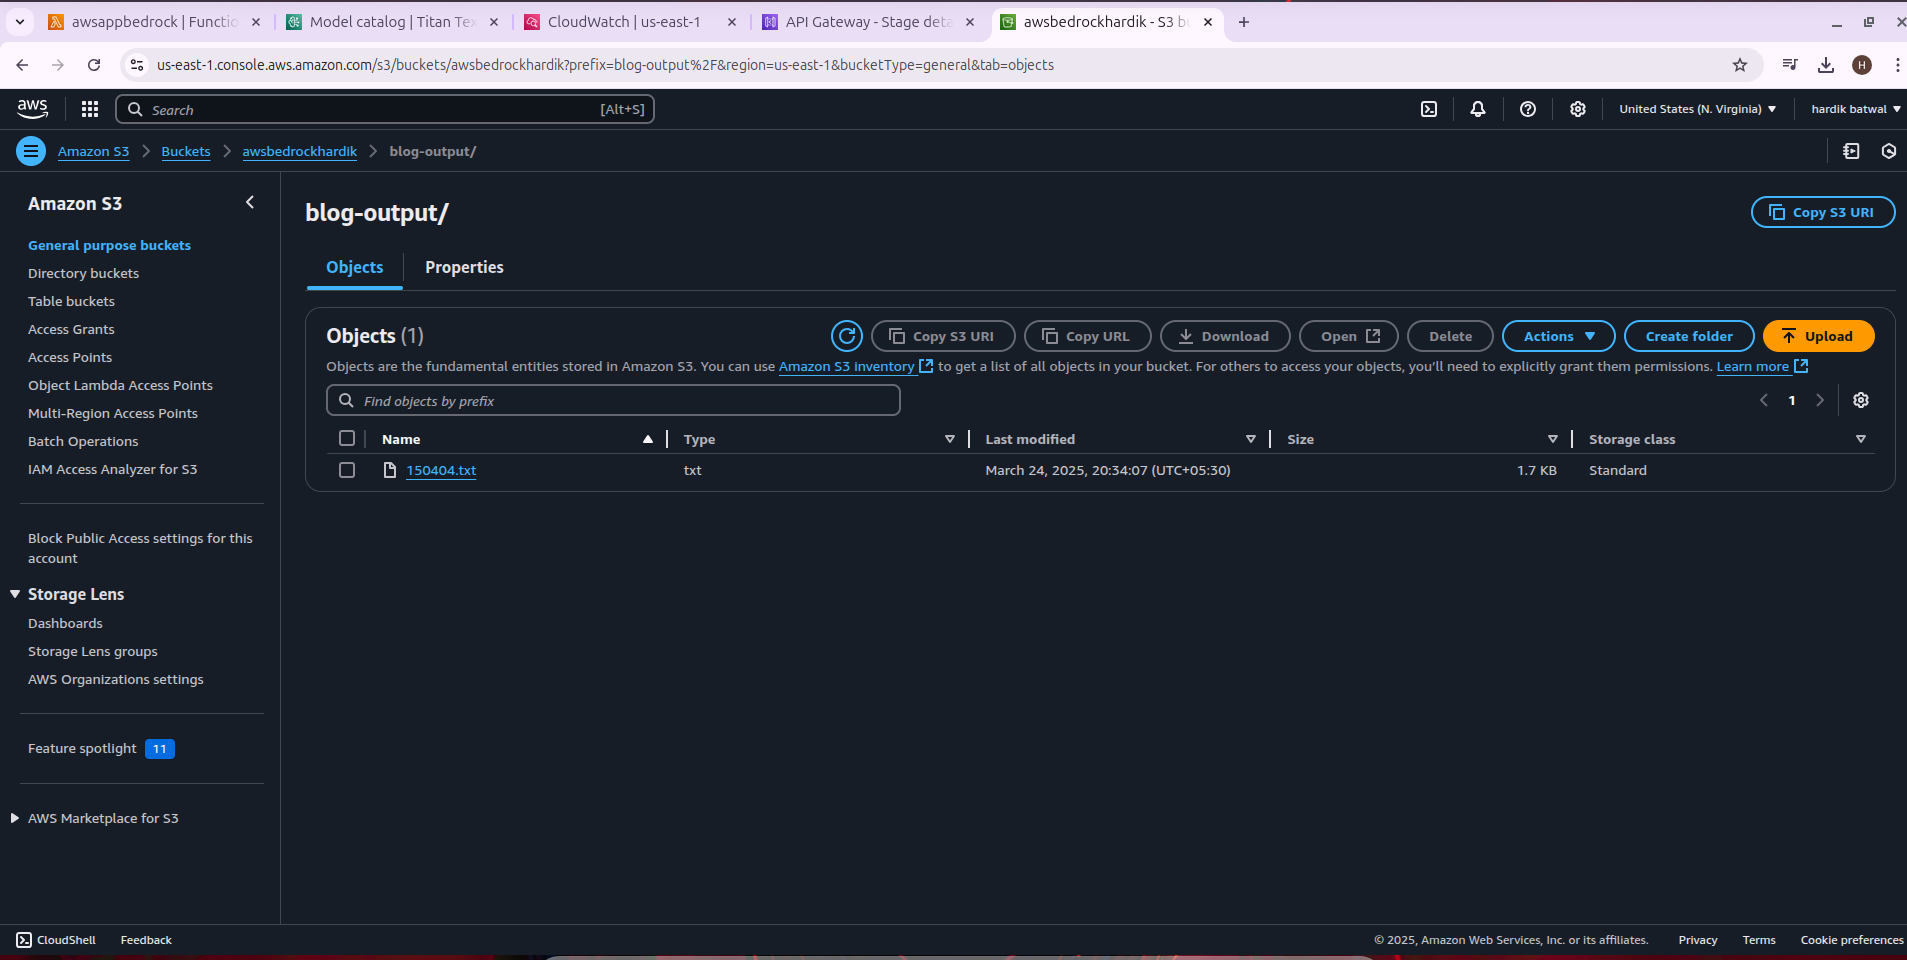 awsappbedrock | Functio
Model catalog | Titan Tex
CloudWatch | us-east-1
API Gateway - Stage deta
awsbedrockhardik - S3 bu
us-east-1.console.aws.amazon.com/s3/buckets/awsbedrockhardik?prefix=blog-output%2F&region=us-east-1&bucketType=general&tab=objects
H
aws
Search
[Alt+S]
United States (N. Virginia)
hardik batwal
Amazon S3
Buckets
awsbedrockhardik
blog-output/
Amazon S3
General purpose buckets
Directory buckets
Table buckets
Access Grants
Access Points
Object Lambda Access Points
Multi-Region Access Points
Batch Operations
IAM Access Analyzer for S3
Block Public Access settings for this
account
Storage Lens
Dashboards
Storage Lens groups
AWS Organizations settings
Feature spotlight 11
AWS Marketplace for S3
blog-output/
Copy S3 URI
Objects
Properties
Objects (1)
Copy S3 URI
Copy URL
Download
Open
Delete
Actions
Create folder
Upload
Objects are the fundamental entities stored in Amazon S3. You can use Amazon S3 Inventory to get a list of all objects in your bucket. For others to access your objects, you'll need to explicitly grant them permissions. Learn more
Find objects by prefix
1
Name Type Last modified Size Storage class
150404.txt txt March 24, 2025, 20:34:07 (UTC+05:30) 1.7 KB Standard
CloudShell Feedback
© 2025, Amazon Web Services, Inc. or its affiliates. Privacy Terms Cookie preferences